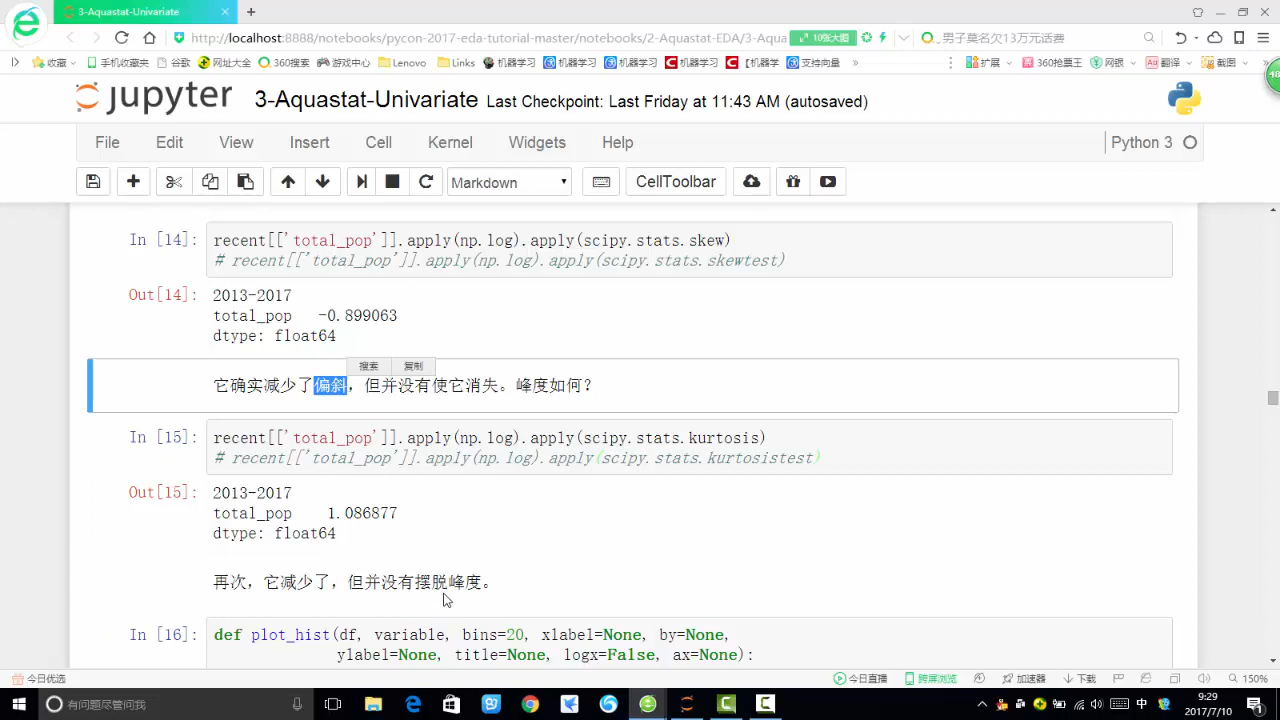 3-Aquastat-Univariate
http://localhost:8888/notebooks/pycon-2017-eda-tutorial-master/notebooks/2-Aquastat-EDA/3-Aqua
10张大图
男子莫名欠13万元话费
收藏 手机收藏夹 谷歌 网址大全 360搜索 游戏中心 Lenovo Links 机器学习 机器学习 机器学习 机器学习 【机器学 支持向量 » 扩展 360抢票王 网银 翻译 截图 »
48
jupyter 3-Aquastat-Univariate Last Checkpoint: Last Friday at 11:43 AM (autosaved)
File Edit View Insert Cell Kernel Widgets Help Python 3
Markdown CellToolbar
In [14]: recent[['total_pop']].apply(np.log).apply(scipy.stats.skew)
# recent[['total_pop']].apply(np.log).apply(scipy.stats.skewtest)
Out[14]: 2013-2017
total_pop -0.899063
dtype: float64
搜索 复制
它确实减少了偏斜，但并没有使它消失。峰度如何？
In [15]: recent[['total_pop']].apply(np.log).apply(scipy.stats.kurtosis)
# recent[['total_pop']].apply(np.log).apply(scipy.stats.kurtosistest)
Out[15]: 2013-2017
total_pop 1.086877
dtype: float64
再次，它减少了，但并没有摆脱峰度。
In [16]: def plot_hist(df, variable, bins=20, xlabel=None, by=None,
ylabel=None, title=None, logx=False, ax=None):
今日优选 今日直播 跨屏浏览 加速器 下载 150%
有问题尽管问我 中 9:29
2017/7/10